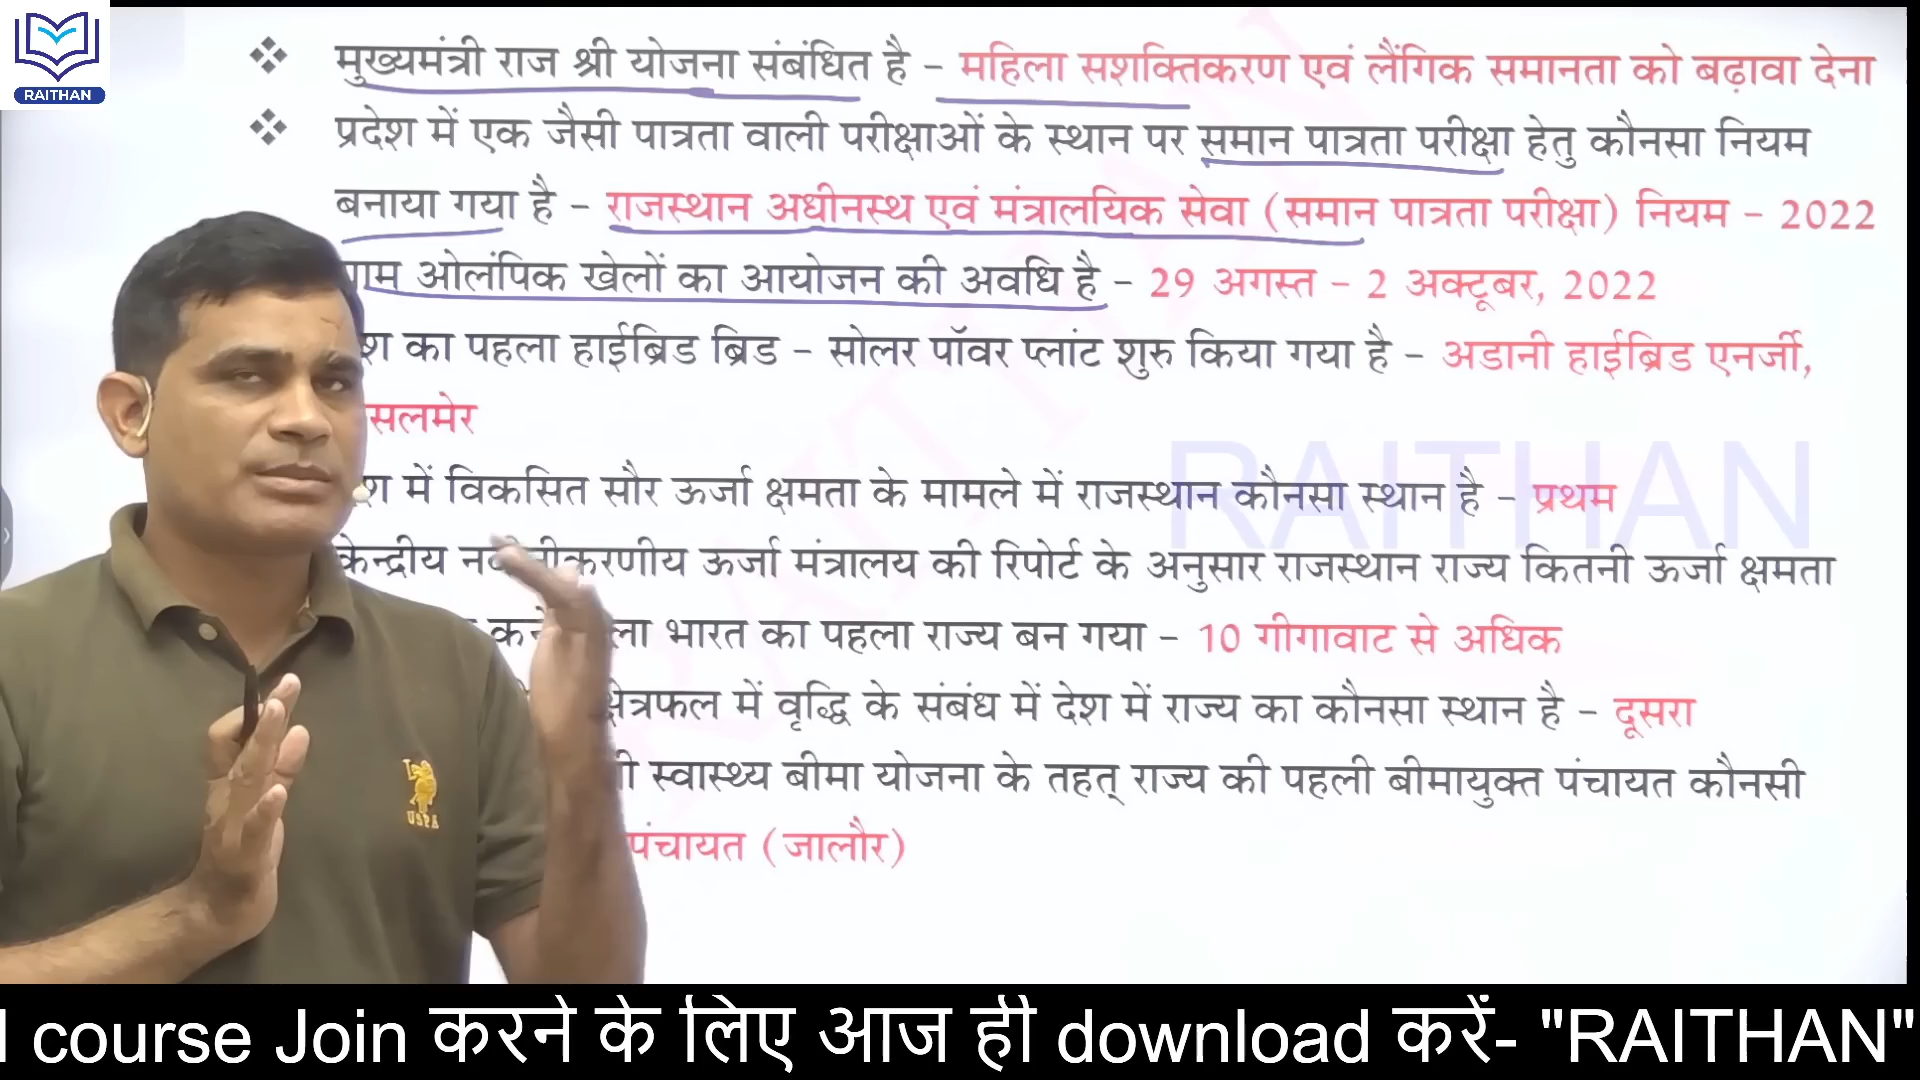 RAITHAN
❖ मुख्यमंत्री राज श्री योजना संबंधित है – महिला सशक्तिकरण एवं लैंगिक समानता को बढ़ावा देना
❖ प्रदेश में एक जैसी पात्रता वाली परीक्षाओं के स्थान पर समान पात्रता परीक्षा हेतु कौनसा नियम
बनाया गया है – राजस्थान अधीनस्थ एवं मंत्रालयिक सेवा (समान पात्रता परीक्षा) नियम – 2022
ओलंपिक खेलों का आयोजन की अवधि है – 29 अगस्त – 2 अक्टूबर, 2022
का पहला हाईब्रिड ब्रिड – सोलर पॉवर प्लांट शुरु किया गया है – अडानी हाईब्रिड एनर्जी,
सलमेर
में विकसित सौर ऊर्जा क्षमता के मामले में राजस्थान कौनसा स्थान है – प्रथम
RAITHAN
केन्द्रीय ऊर्जा मंत्रालय की रिपोर्ट के अनुसार राजस्थान राज्य कितनी ऊर्जा क्षमता
भारत का पहला राज्य बन गया – 10 गीगावाट से अधिक
क्षेत्रफल में वृद्धि के संबंध में देश में राज्य का कौनसा स्थान है – दूसरा
स्वास्थ्य बीमा योजना के तहत् राज्य की पहली बीमायुक्त पंचायत कौनसी
पंचायत (जालौर)
USPA
course Join करने के लिए आज ही download करें- "RAITHAN"